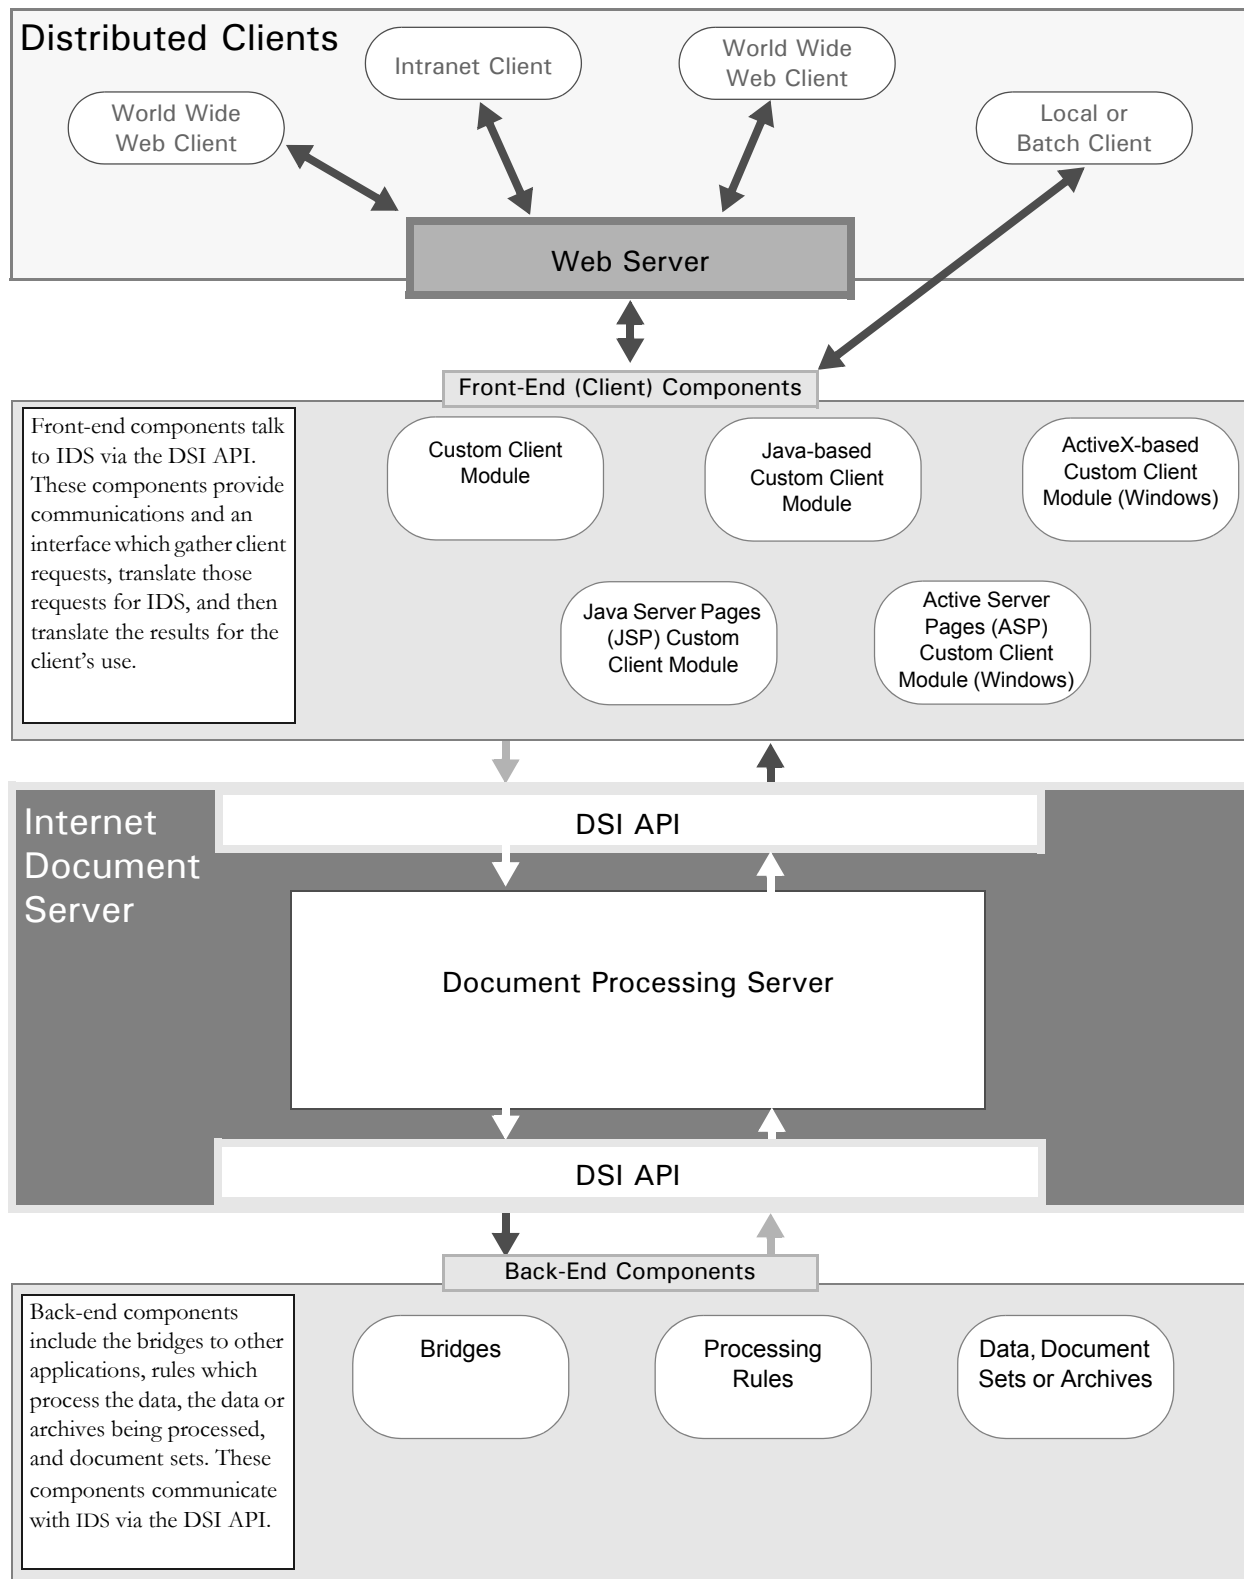 Distributed Clients
World Wide
Web Client
Intranet Client
World Wide
Web Client
Local or
Batch Client
Web Server
Front-End (Client) Components
Front-end components talk
to IDS via the DSI API.
These components provide
communications and an
interface which gather client
requests, translate those
requests for IDS, and then
translate the results for the
client’s use.
Custom Client
Module
Java-based
Custom Client
Module
ActiveX-based
Custom Client
Module (Windows)
Java Server Pages
(JSP) Custom
Client Module
Active Server
Pages (ASP)
Custom Client
Module (Windows)
Internet
Document
Server
DSI API
Document Processing Server
DSI API
Back-End Components
Back-end components
include the bridges to other
applications, rules which
process the data, the data or
archives being processed,
and document sets. These
components communicate
with IDS via the DSI API.
Bridges
Processing
Rules
Data, Document
Sets or Archives